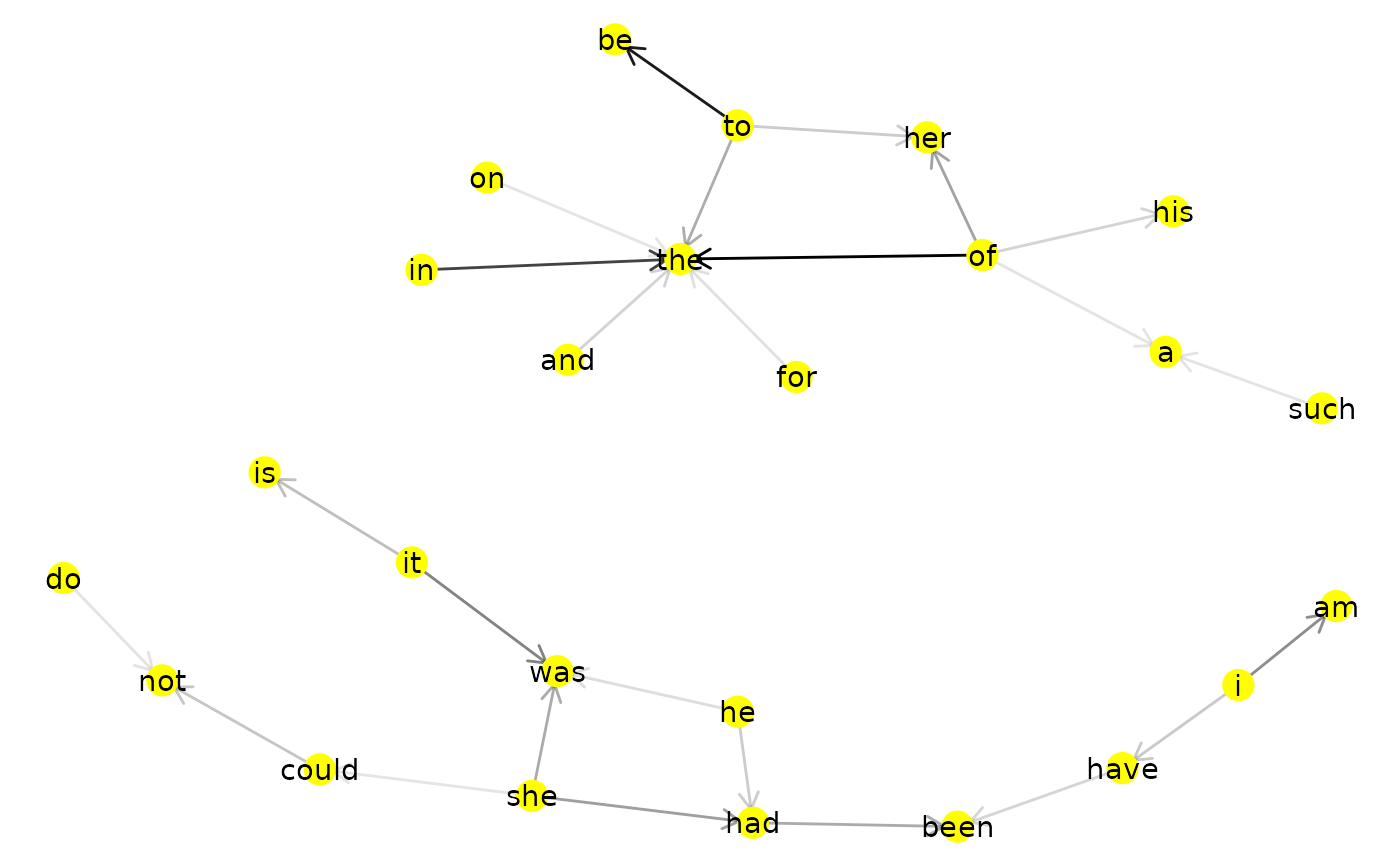 be
to
her
on
his
the
of
in
a
and
for
such
is
it
do
am
was
not
i
he
could
have
she
had
been